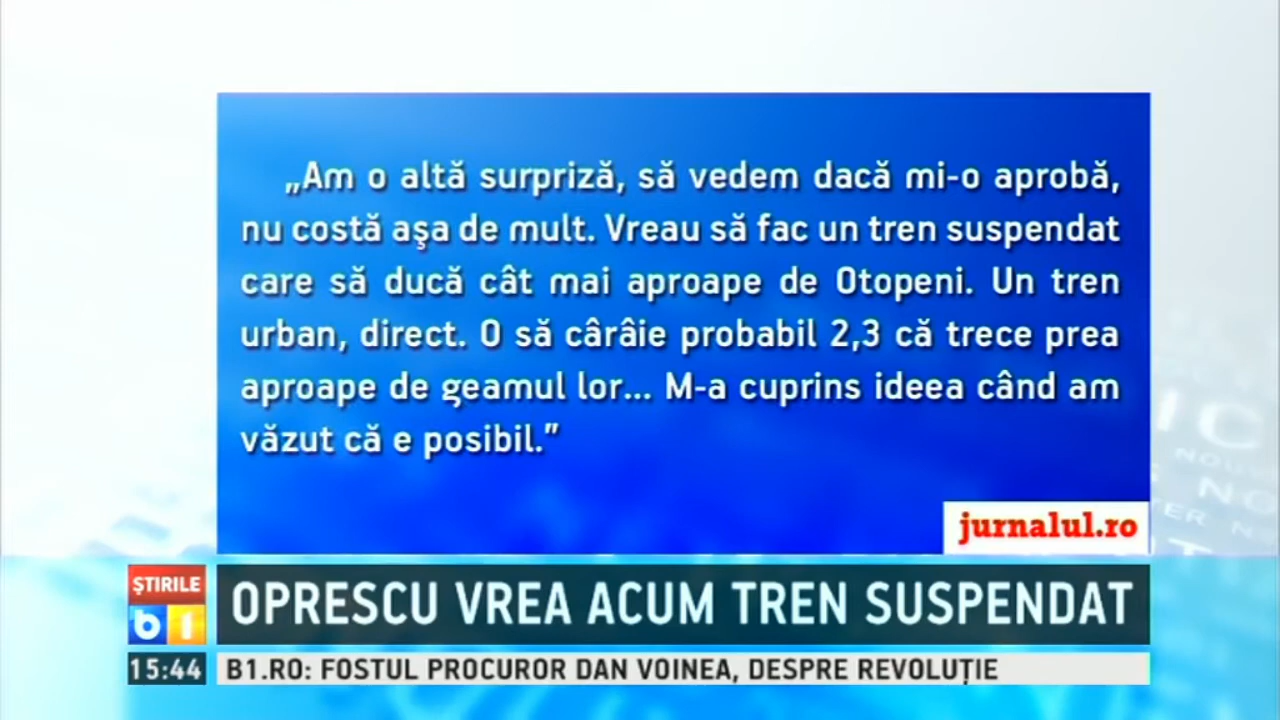 „Am o altă surpriză, să vedem dacă mi-o aprobă,
nu costă aşa de mult. Vreau să fac un tren suspendat
care să ducă cât mai aproape de Otopeni. Un tren
urban, direct. O să cârâie probabil 2,3 că trece prea
aproape de geamul lor... M-a cuprins ideea când am
văzut că e posibil.”
jurnalul.ro
ŞTIRILE
b1
OPRESCU VREA ACUM TREN SUSPENDAT
15:44
B1.RO: FOSTUL PROCUROR DAN VOINEA, DESPRE REVOLUŢIE